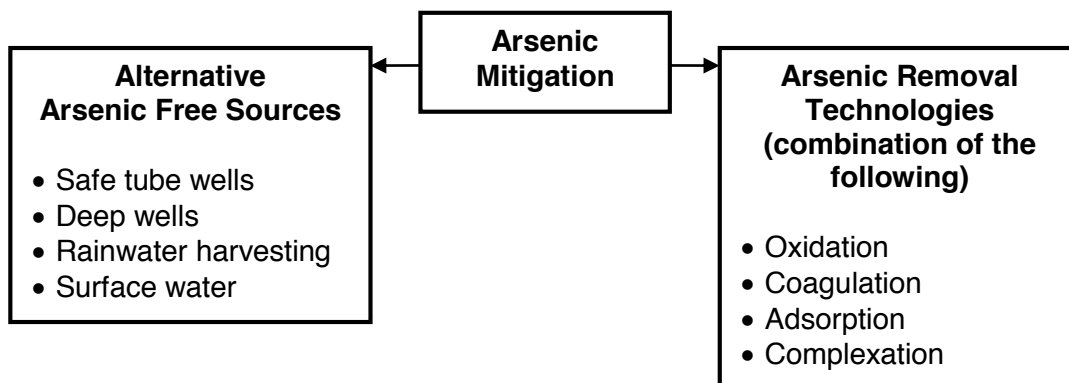 Arsenic
Mitigation
Alternative
Arsenic Free Sources
• Safe tube wells
• Deep wells
• Rainwater harvesting
• Surface water
Arsenic Removal
Technologies
(combination of the
following)
• Oxidation
• Coagulation
• Adsorption
• Complexation